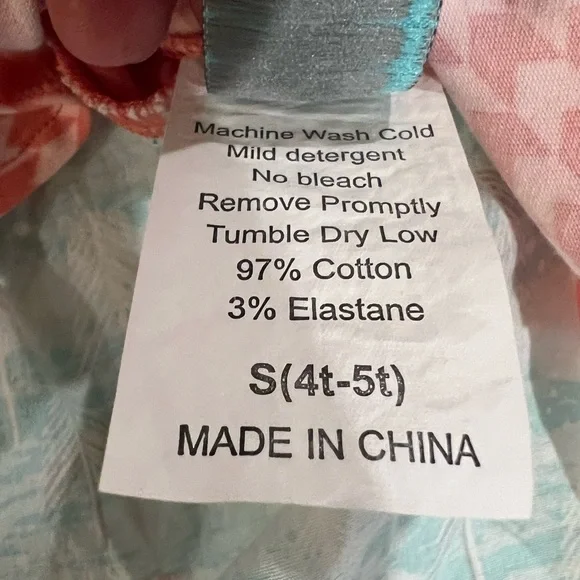 Machine Wash Cold
Mild detergent
No bleach
Remove Promptly
Tumble Dry Low
97% Cotton
3% Elastane
S(4t-5t)
MADE IN CHINA